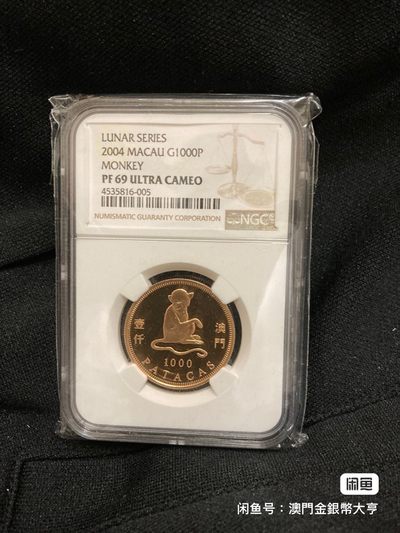 LUNAR SERIES
2004 MACAU G1000P
MONKEY
PF 69 ULTRA CAMEO
4535816-005
NUMISMATIC GUARANTY CORPORATION
NGC
壹仟 澳門
1000
PATACAS
闲鱼
闲鱼号：澳門金銀幣大亨